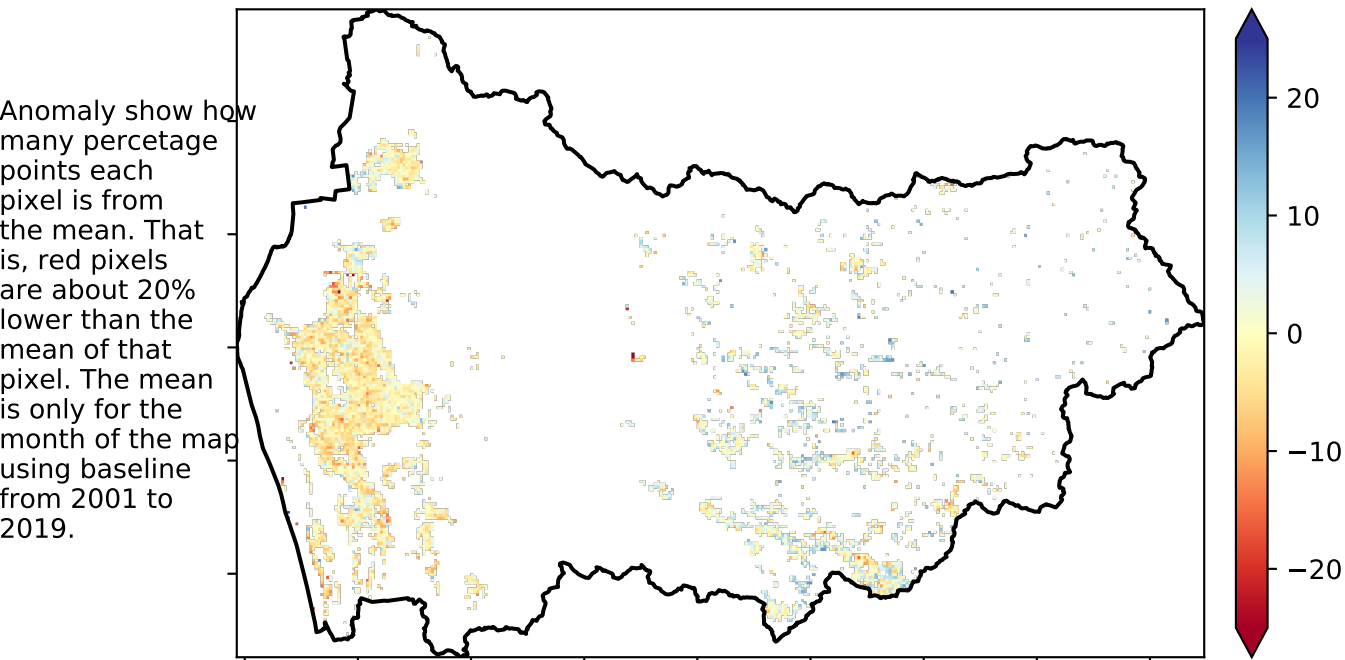 Anomaly show how
many percetage
points each
pixel is from
the mean. That
is, red pixels
are about 20%
lower than the
mean of that
pixel. The mean
is only for the
month of the map
using baseline
from 2001 to
2019.
20
10
0
−10
−20